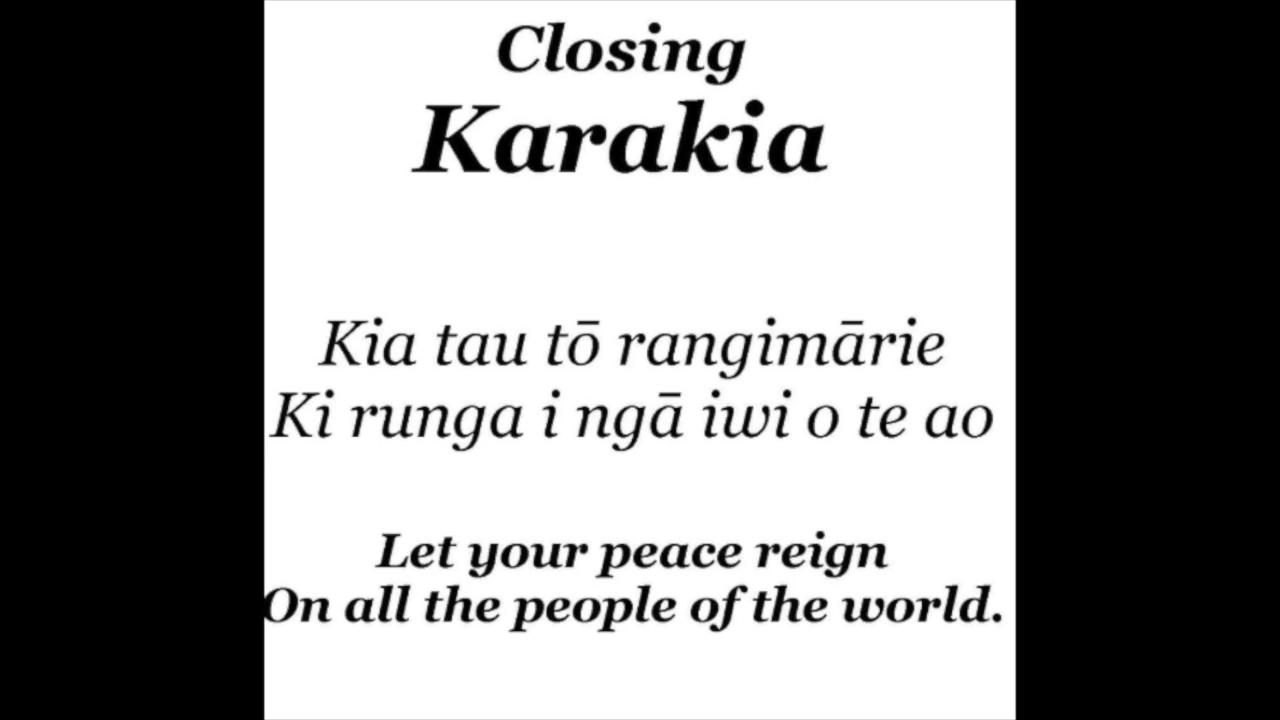 Closing
Karakia
Kia tau tō rangimārie
Ki runga i ngā iwi o te ao
Let your peace reign
On all the people of the world.